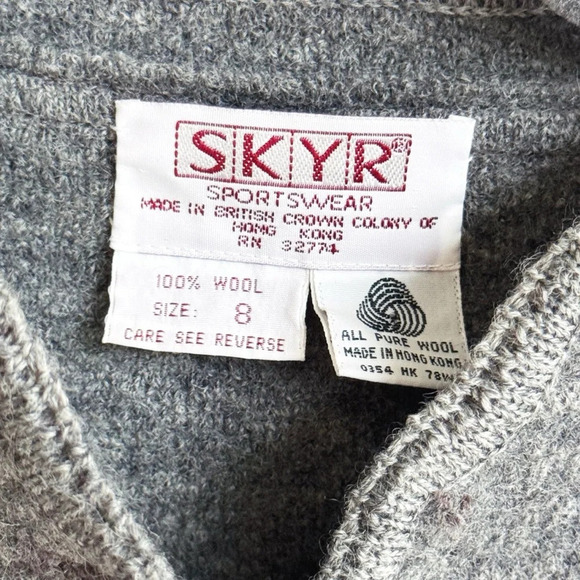 SKYR®
SPORTSWEAR
MADE IN BRITISH CROWN COLONY OF
HONG KONG
RN 32774
100% WOOL
SIZE: 8
CARE SEE REVERSE
ALL PURE WOOL
MADE IN HONG KONG
0354 HK 78W